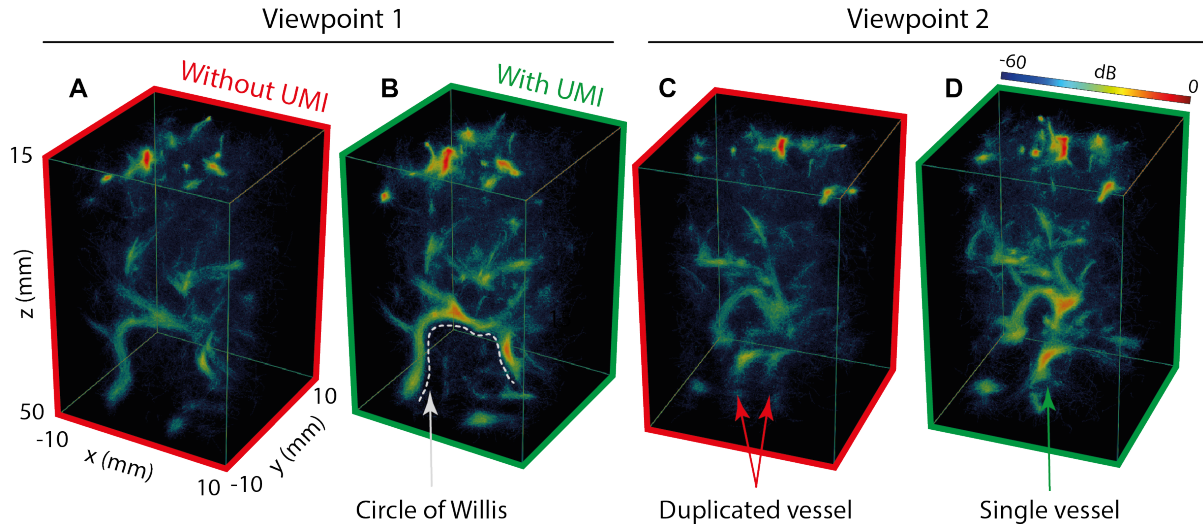 Viewpoint 1
Viewpoint 2
A
Without UMI
B
With UMI
C
D
-60
dB
0
15
z (mm)
50
-10
x (mm)
10
-10
y (mm)
10
Circle of Willis
Duplicated vessel
Single vessel